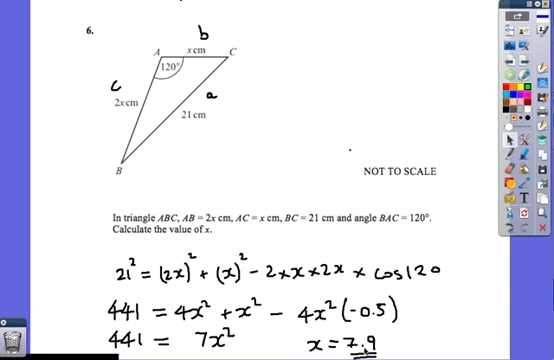 6.
b
A x cm C
120°
c
a
2x cm
21 cm
B
NOT TO SCALE
In triangle ABC, AB = 2x cm, AC = x cm, BC = 21 cm and angle BAC = 120°.
Calculate the value of x.
21² = (2x)² + (x)² - 2×x×2x × cos120
441 = 4x² + x² - 4x²(-0.5)
441 = 7x² x = 7.9
T